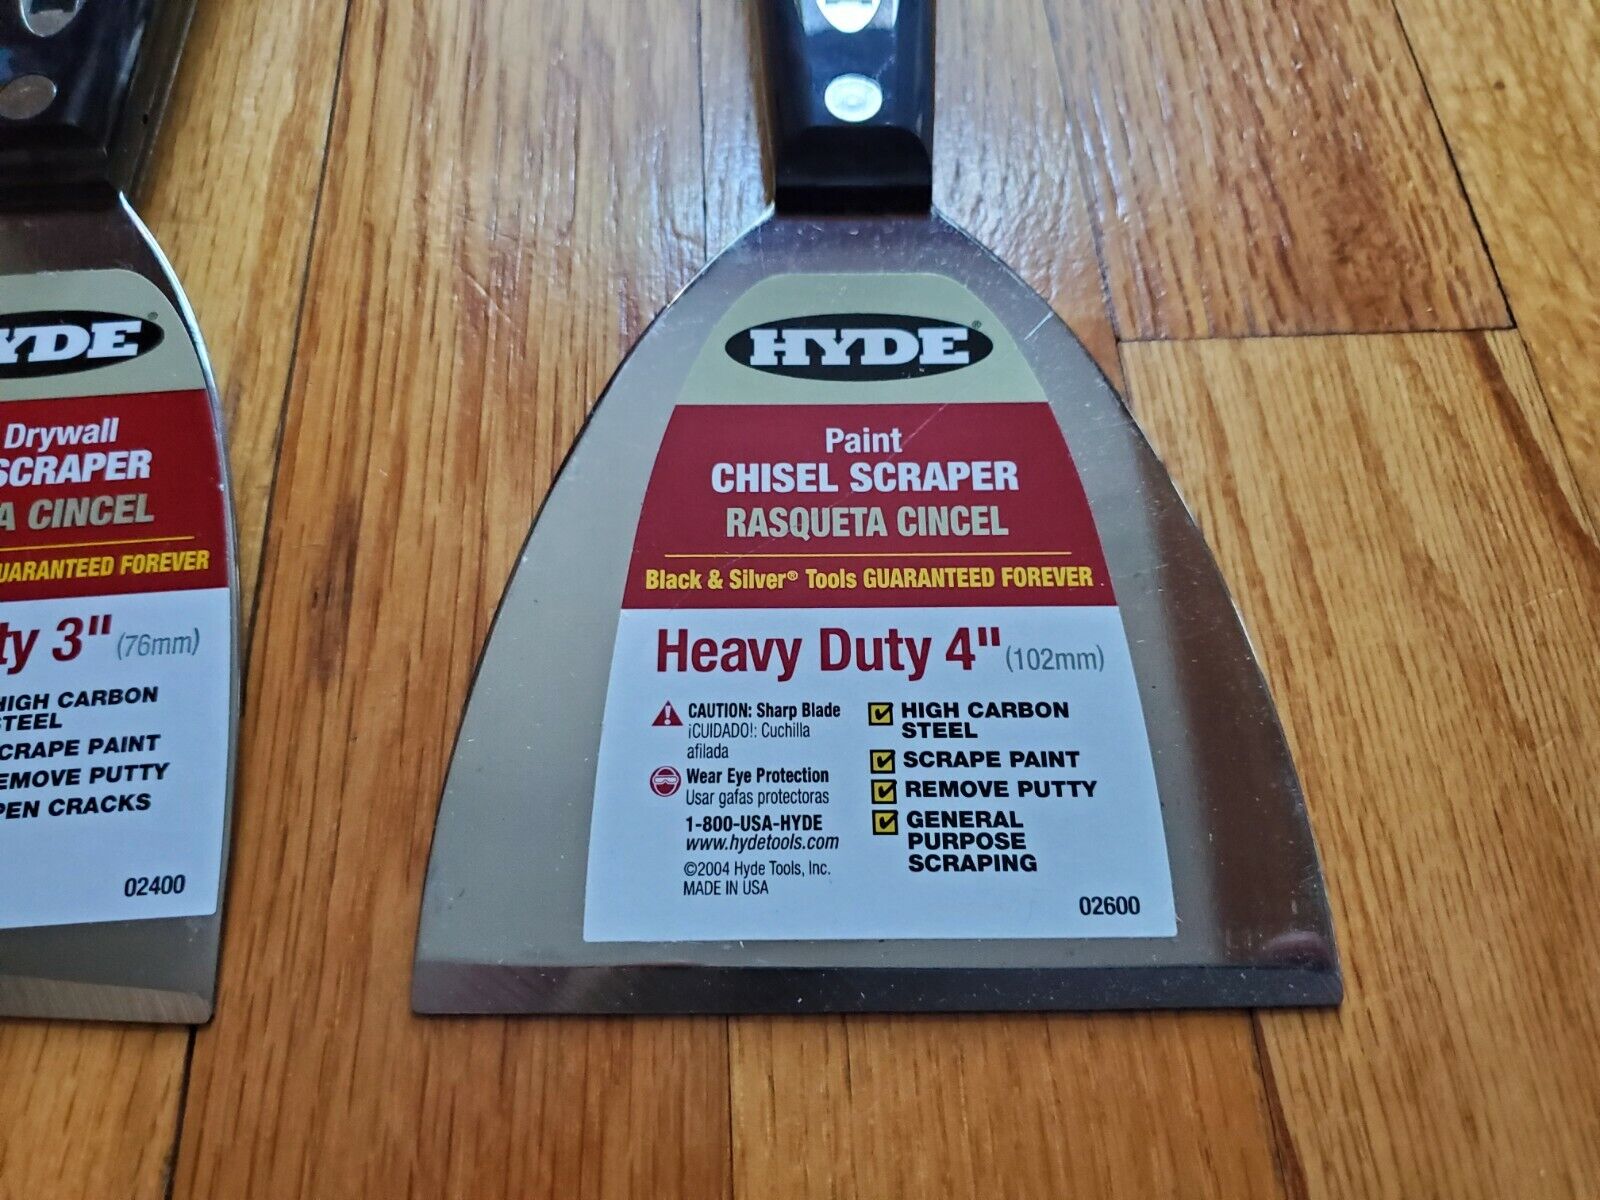 YDE®
Drywall
SCRAPER
A CINCEL
UARANTEED FOREVER
ty 3" (76mm)
HIGH CARBON
STEEL
SCRAPE PAINT
EMOVE PUTTY
PEN CRACKS
02400
HYDE®
Paint
CHISEL SCRAPER
RASQUETA CINCEL
Black & Silver® Tools GUARANTEED FOREVER
Heavy Duty 4" (102mm)
CAUTION: Sharp Blade
¡CUIDADO!: Cuchilla
afilada
Wear Eye Protection
Usar gafas protectoras
1-800-USA-HYDE
www.hydetools.com
©2004 Hyde Tools, Inc.
MADE IN USA
HIGH CARBON
STEEL
SCRAPE PAINT
REMOVE PUTTY
GENERAL
PURPOSE
SCRAPING
02600